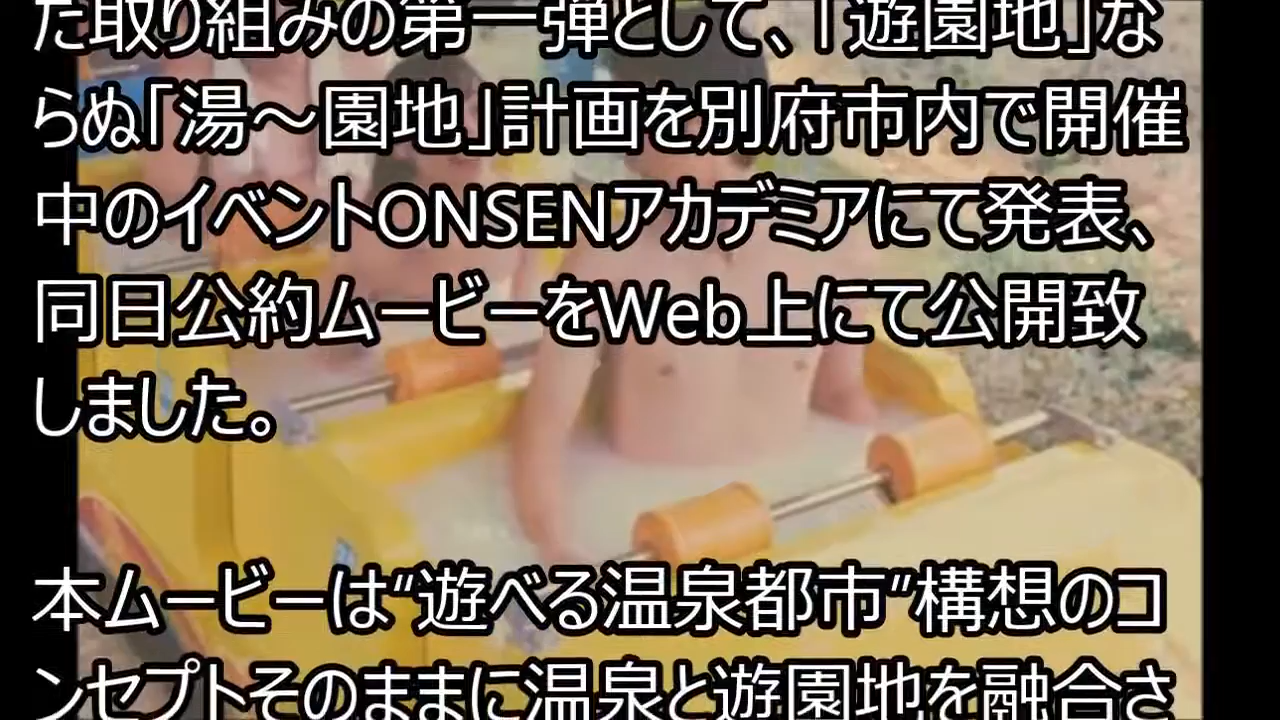 た取り組みの第一弾として、「遊園地」な
らぬ「湯～園地」計画を別府市内で開催
中のイベントONSENアカデミアにて発表、
同日公約ムービーをWeb上にて公開致
しました。
本ムービーは“遊べる温泉都市”構想のコ
ンセプトそのままに温泉と遊園地を融合さ